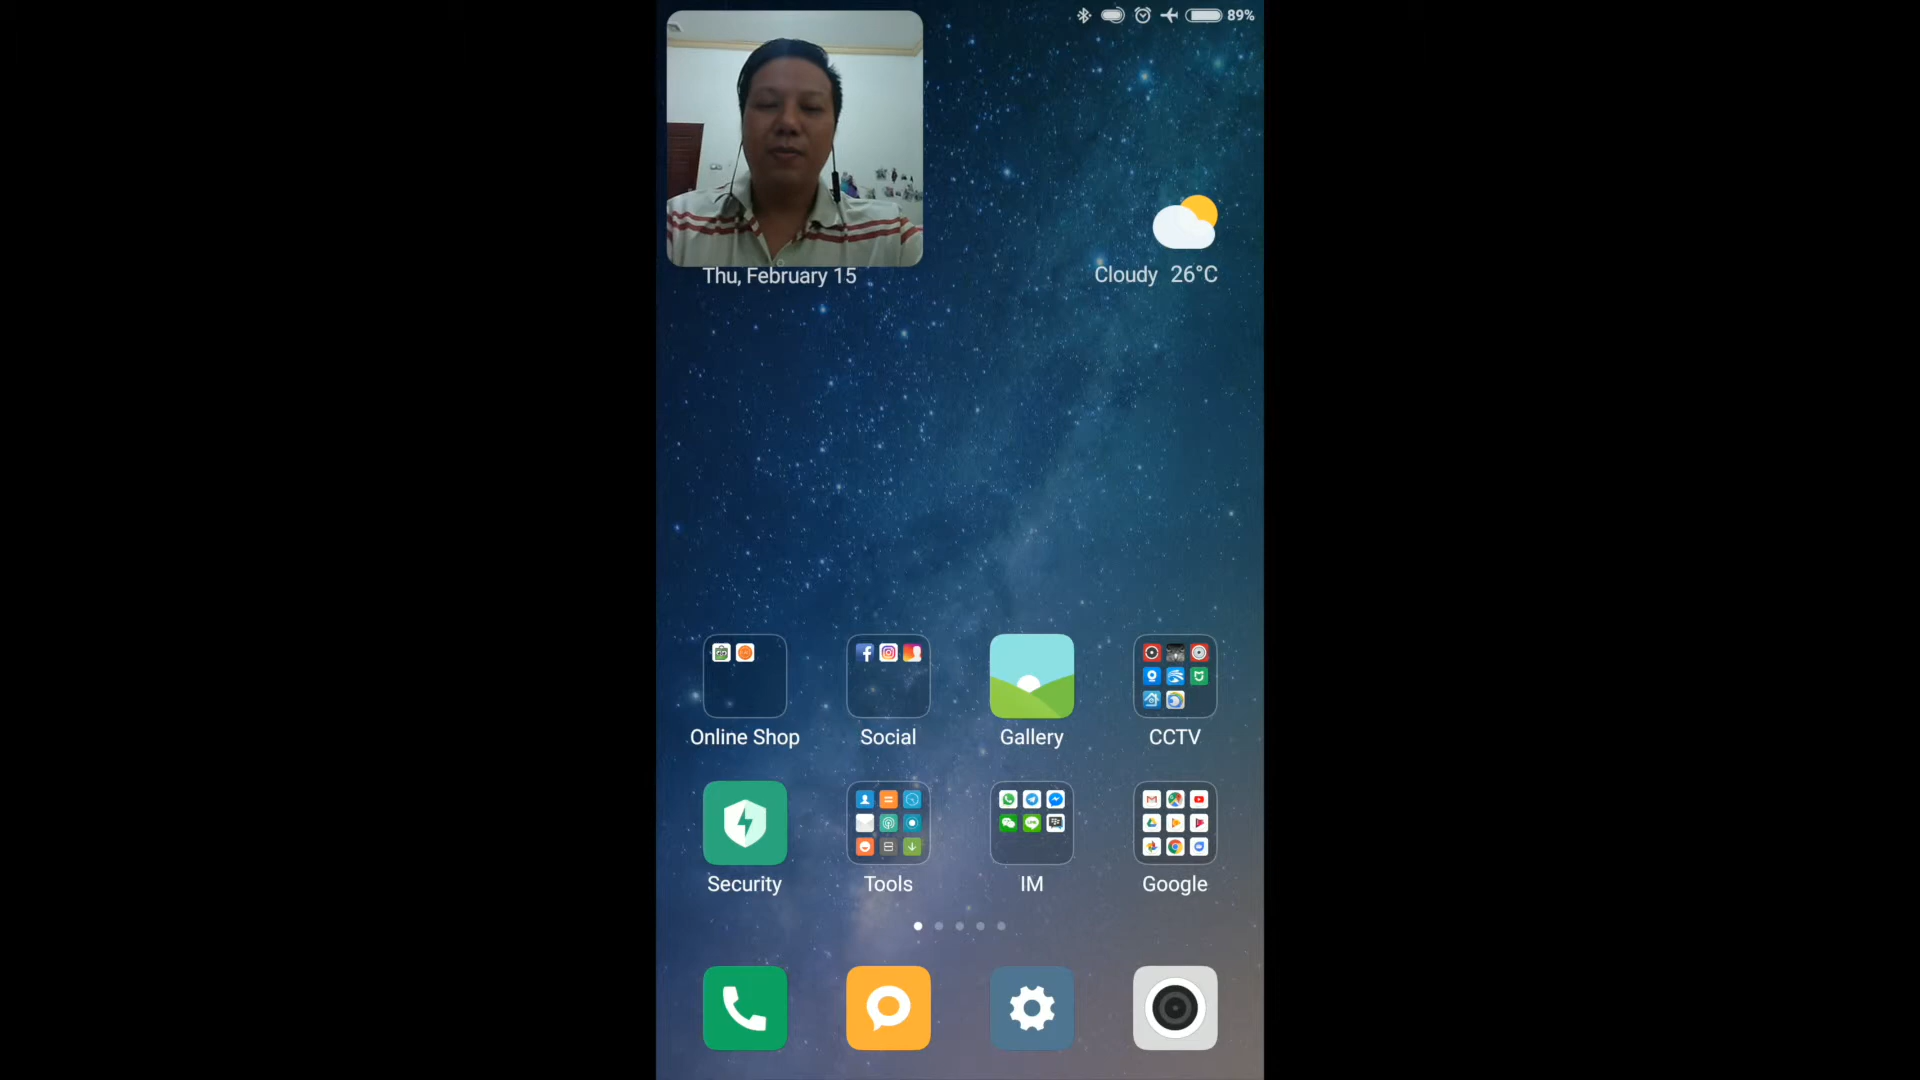 89%
Thu, February 15
Cloudy 26°C
Online Shop
Social
Gallery
CCTV
Security
Tools
IM
Google